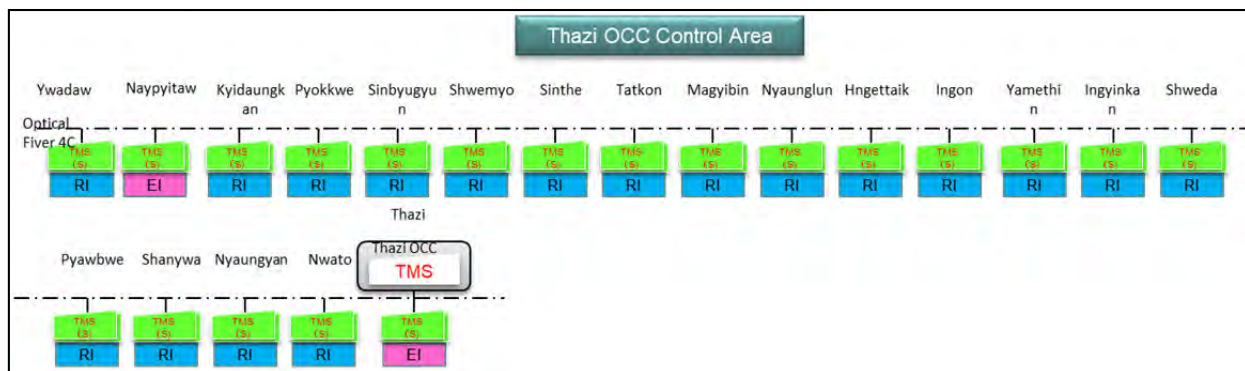 Thazi OCC Control Area
Ywadaw Naypyitaw Kyidaungk Pyokkwe Sinbyugyu Shwemyo Sinthe Tatkon Magyibin Nyaunglun Hngettaik Ingon Yamethi Ingyinka Shweda
an n n n
Optical
Fiver 4C
TMS TMS TMS TMS TMS TMS TMS TMS TMS TMS TMS TMS TMS TMS TMS
(S) (S) (S) (S) (S) (S) (S) (S) (S) (S) (S) (S) (S) (S) (S)
RI EI RI RI RI RI RI RI RI RI RI RI RI RI RI
Thazi
Pyawbwe Shanywa Nyaungyan Nwato Thazi OCC
TMS
TMS TMS TMS TMS TMS
(S) (S) (S) (S) (S)
RI RI RI RI EI